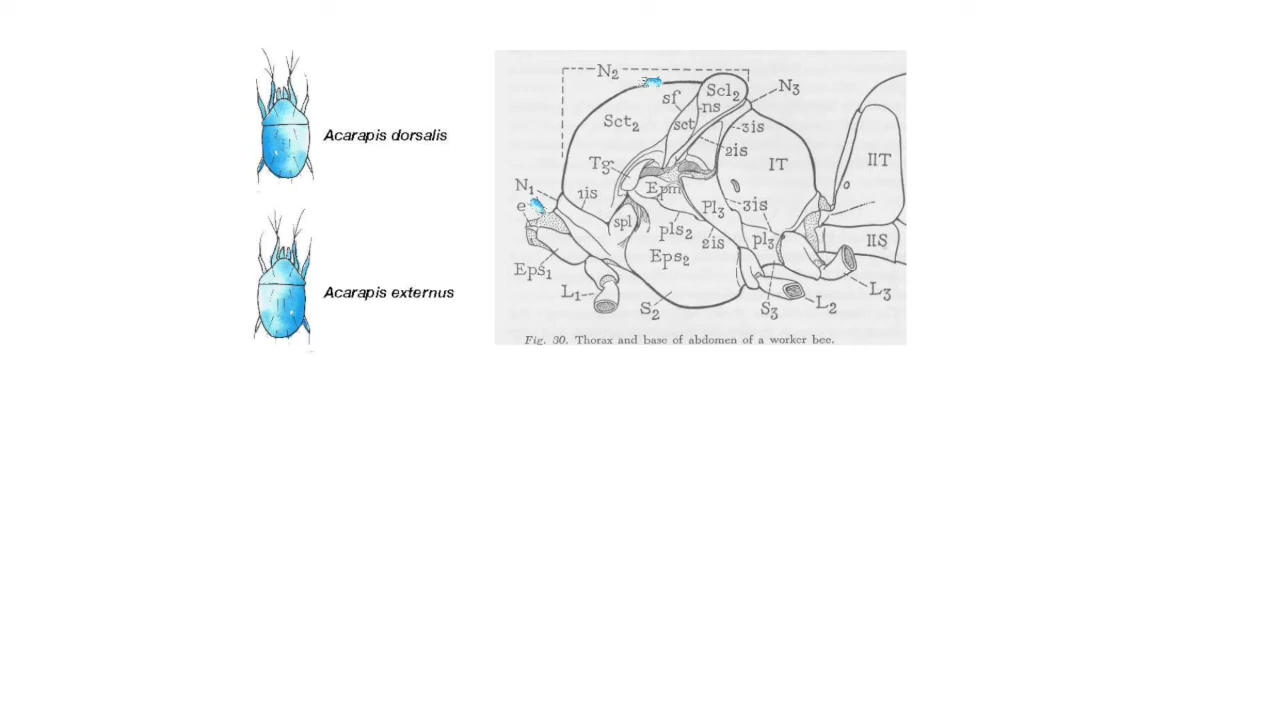 Acarapis dorsalis
Acarapis externus
N2
Scl2
N3
sf
ns
Sct2
sct
3is
2is
IT
IIT
Tg
N1
1is
Epm
e
Pl3
3is
spl
pls2
2is
pl3
IIS
Eps1
Eps2
L1
S2
S3
L2
L3
Fig. 30. Thorax and base of abdomen of a worker bee.